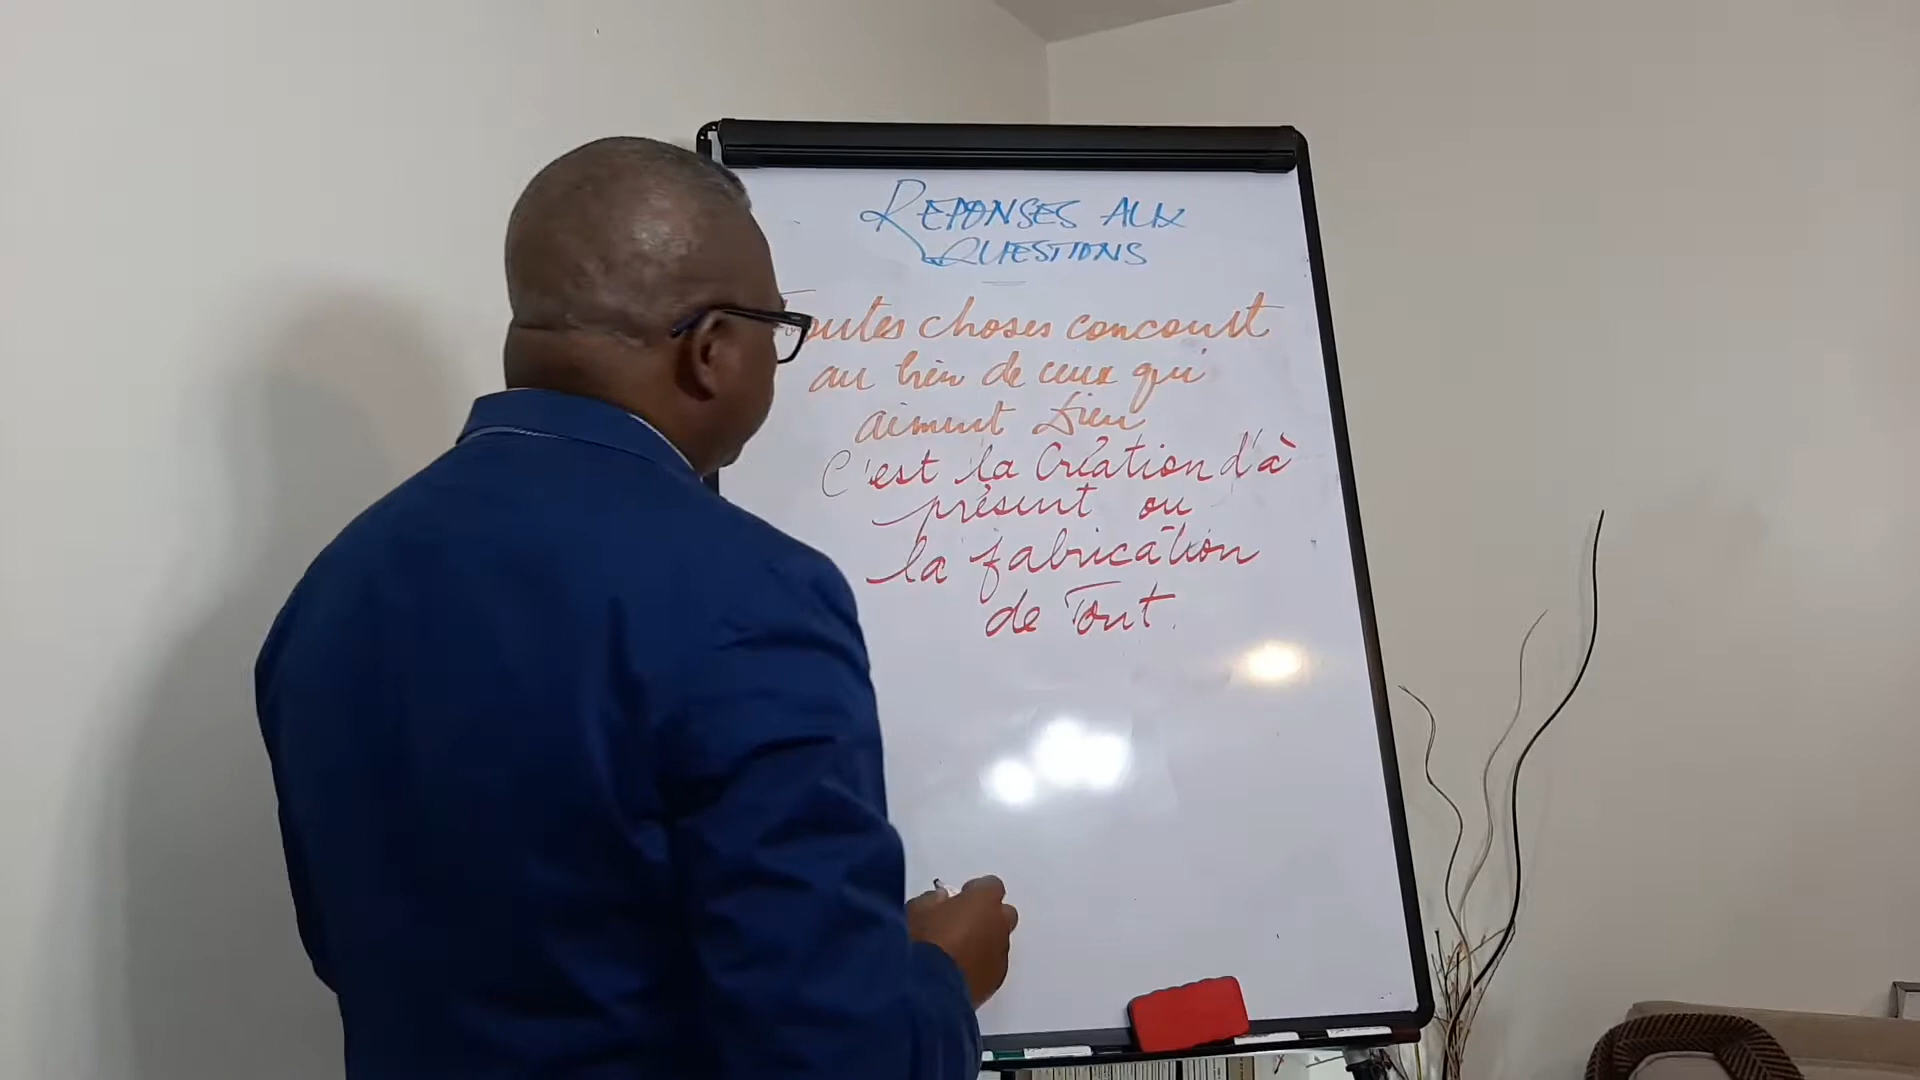 REPONSES AUX
QUESTIONS
Toutes choses concourt
au bien de ceux qui
aiment Dieu
C'est la Création d'à
présent ou
la fabrication
de Tout.